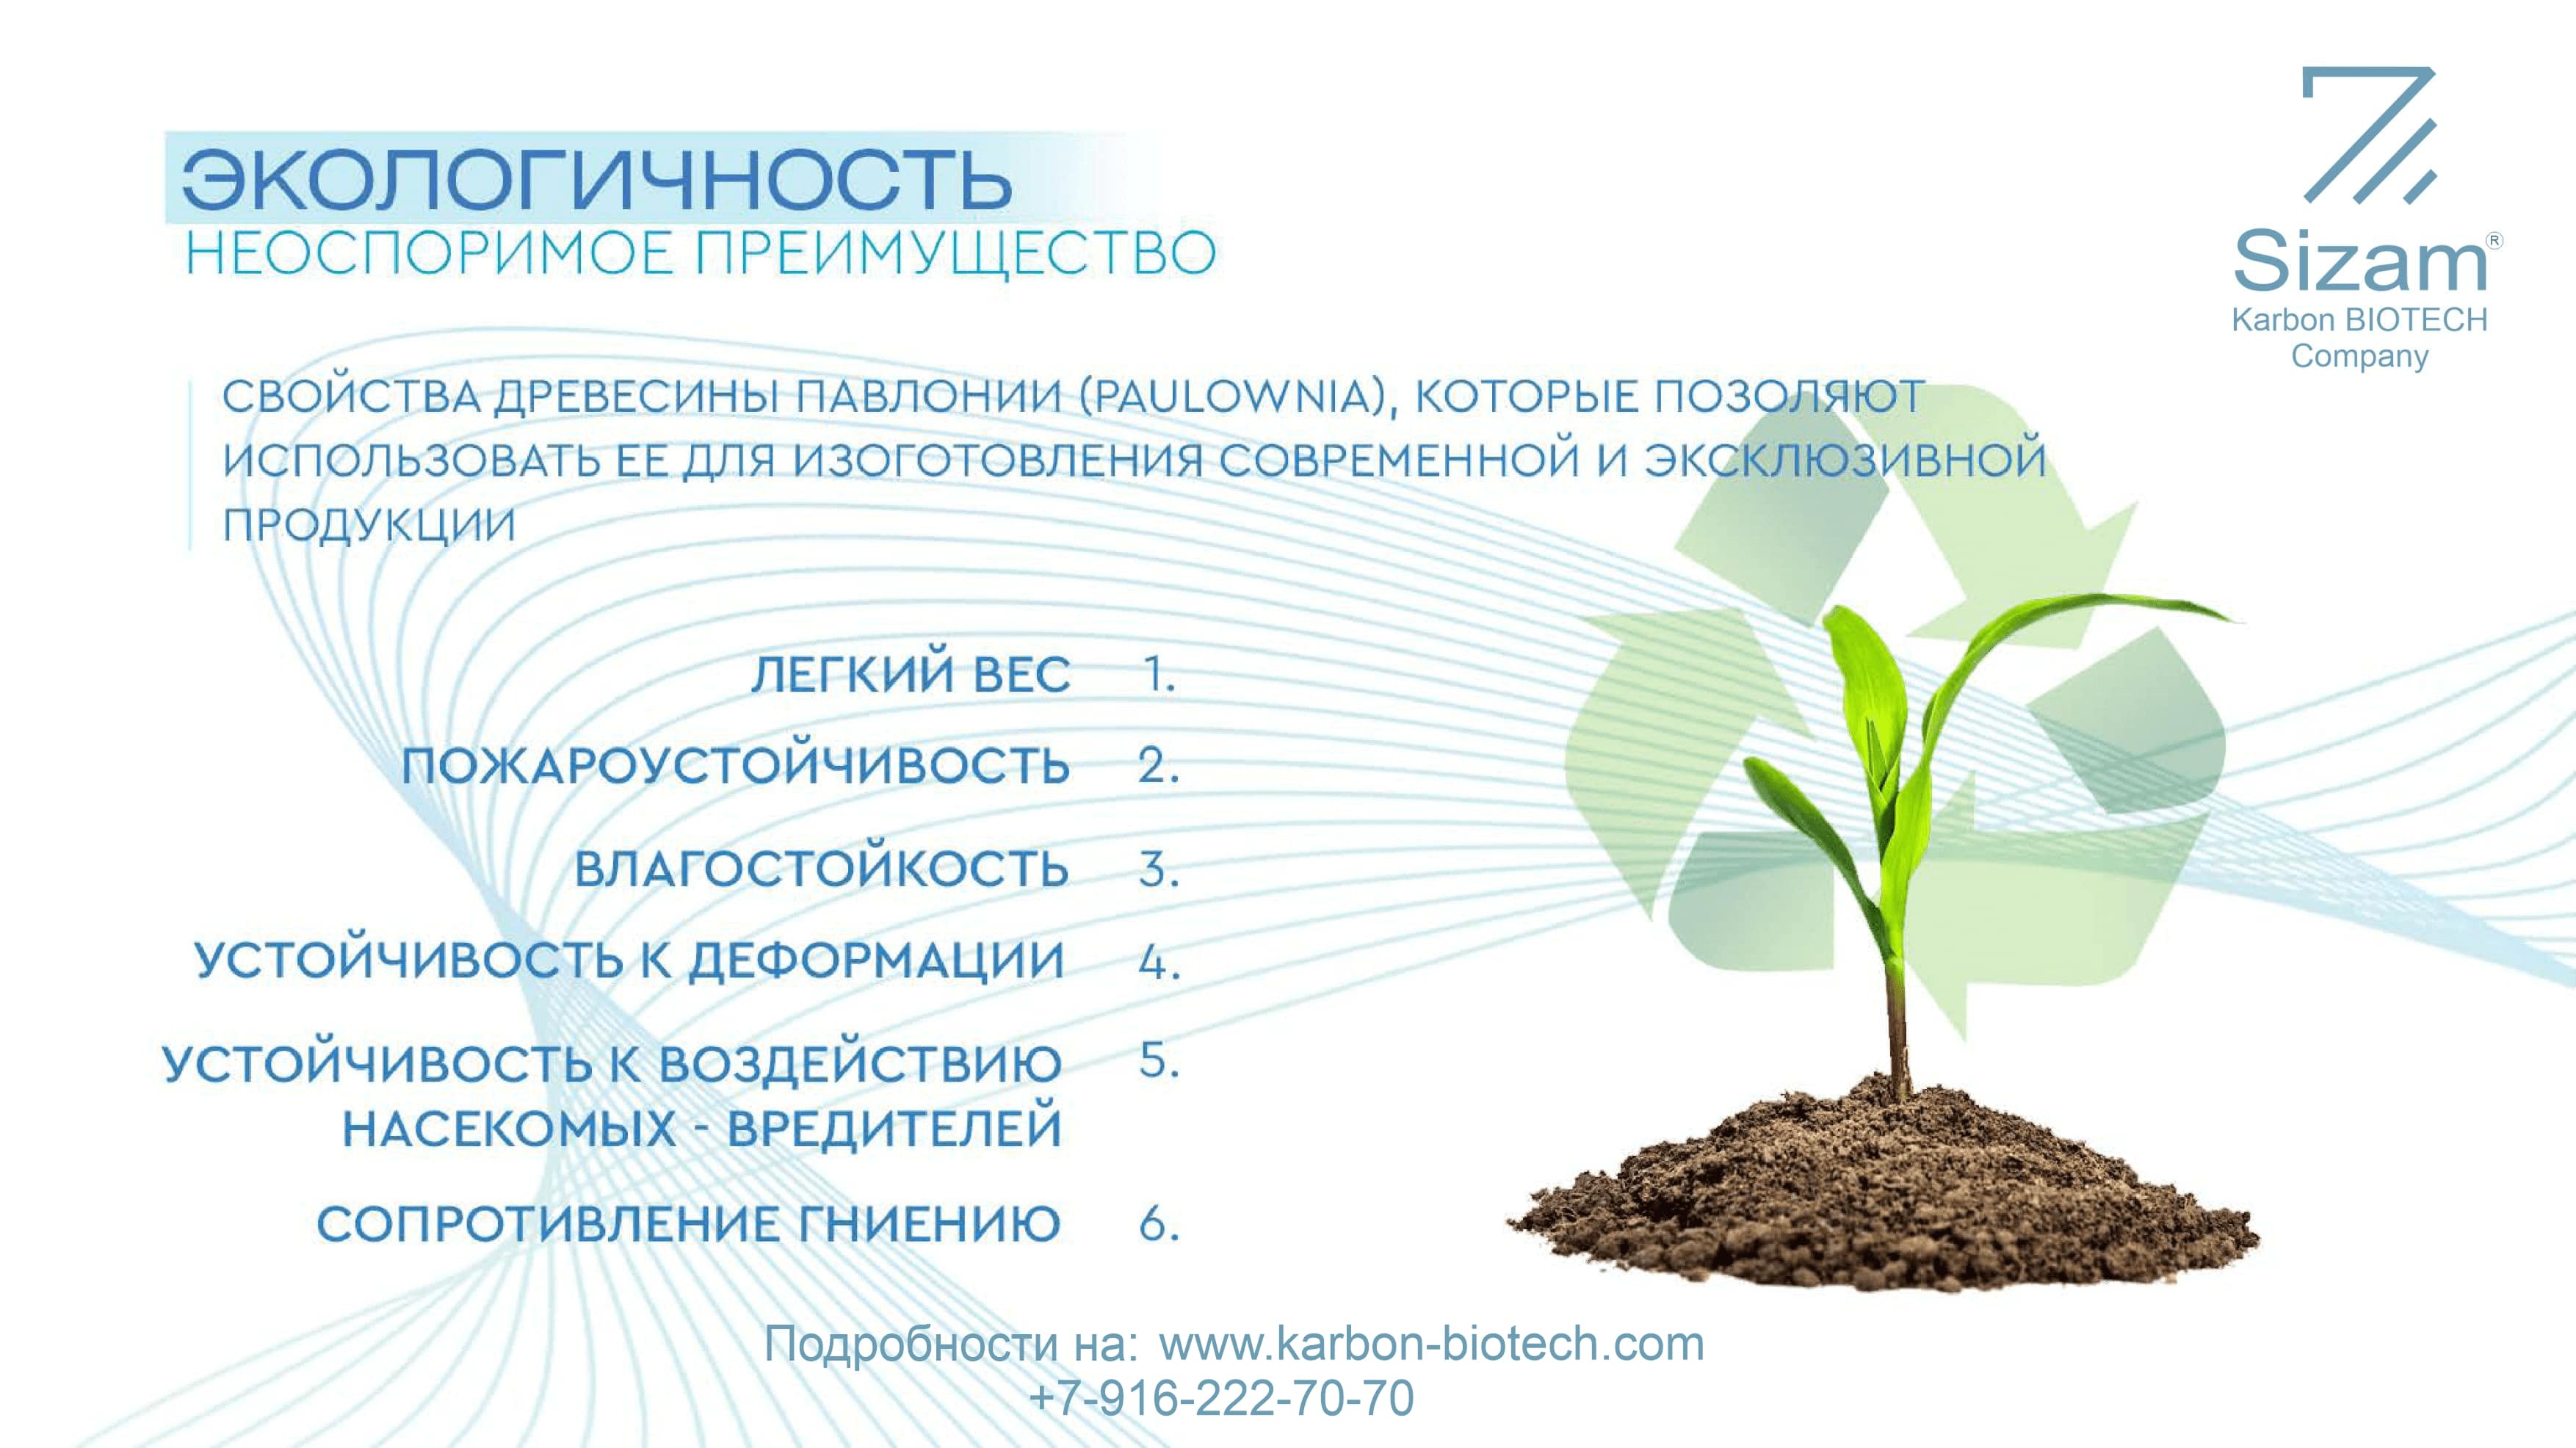 ЭКОЛОГИЧНОСТЬ
НЕОСПОРИМОЕ ПРЕИМУЩЕСТВО
Sizam®
Karbon BIOTECH
Company
СВОЙСТВА ДРЕВЕСИНЫ ПАВЛОНИИ (PAULOWNIA), КОТОРЫЕ ПОЗОЛЯЮТ
ИСПОЛЬЗОВАТЬ ЕЕ ДЛЯ ИЗОГОТОВЛЕНИЯ СОВРЕМЕННОЙ И ЭКСКЛЮЗИВНОЙ
ПРОДУКЦИИ
ЛЕГКИЙ ВЕС 1.
ПОЖАРОУСТОЙЧИВОСТЬ 2.
ВЛАГОСТОЙКОСТЬ 3.
УСТОЙЧИВОСТЬ К ДЕФОРМАЦИИ 4.
УСТОЙЧИВОСТЬ К ВОЗДЕЙСТВИЮ 5.
НАСЕКОМЫХ - ВРЕДИТЕЛЕЙ
СОПРОТИВЛЕНИЕ ГНИЕНИЮ 6.
Подробности на: www.karbon-biotech.com
+7-916-222-70-70